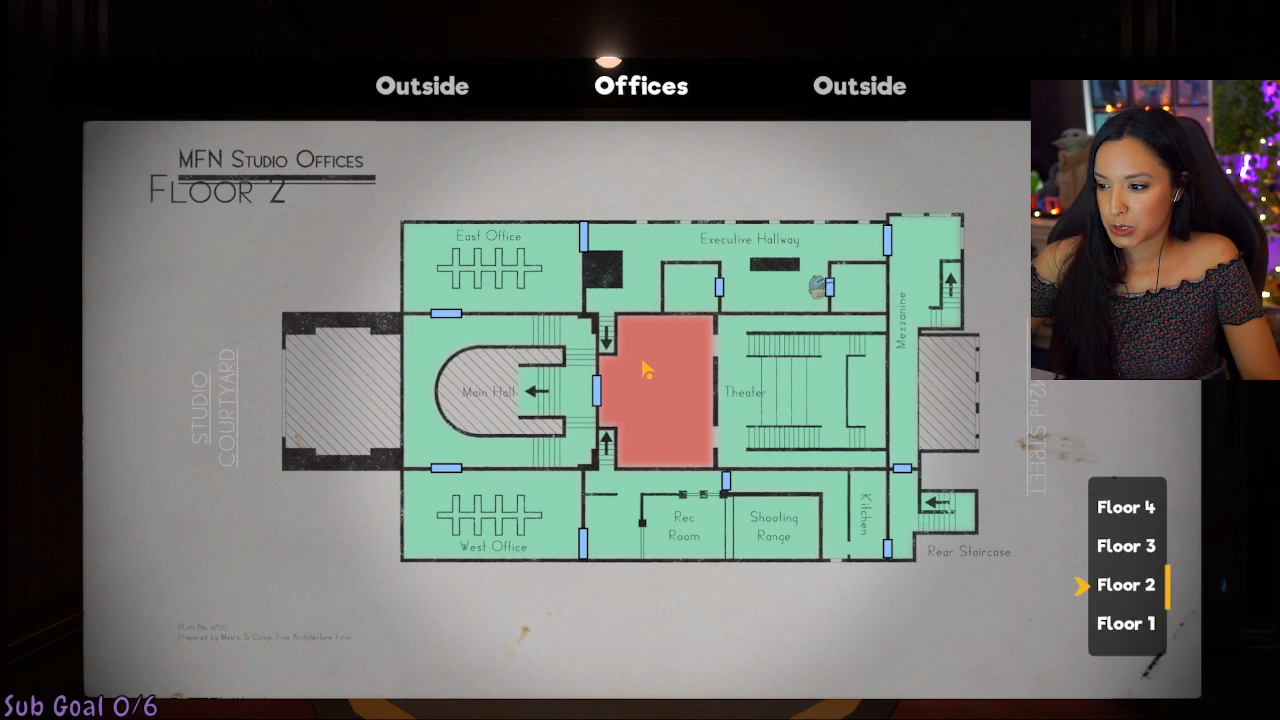 Outside
Offices
Outside
MFN Studio Offices
Floor 2
East Office
Executive Hallway
Mezzanine
STUDIO
COURTYARD
Main Hall
Theater
42nd STREET
West Office
Rec
Room
Shooting
Range
Kitchen
Rear Staircase
Floor 4
Floor 3
Floor 2
Floor 1
Prepared by Mears, & Comp. Fine Architecture Firm
Sub Goal 0/6